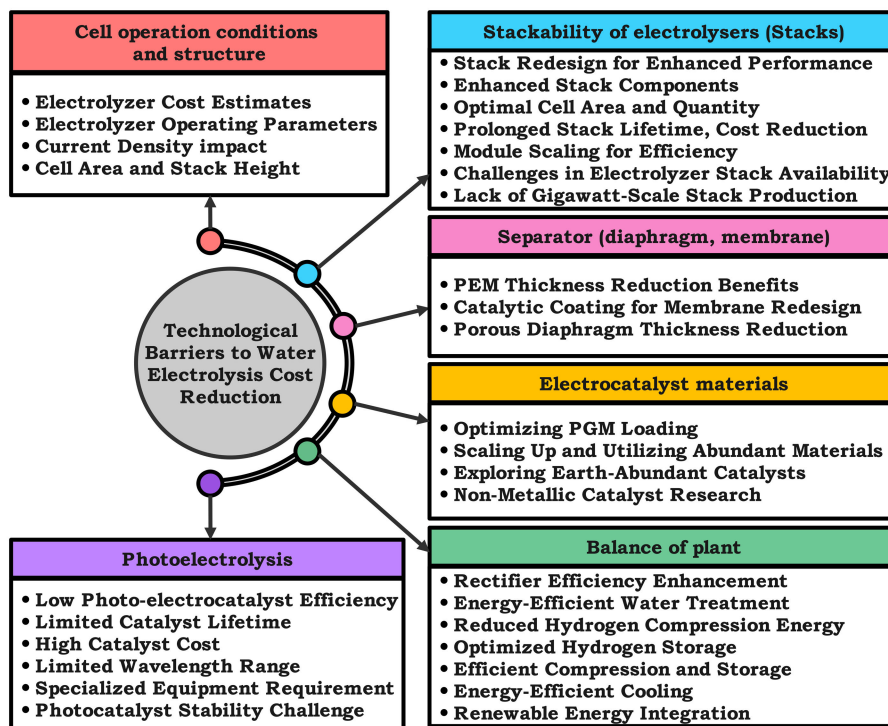 Cell operation conditions
and structure
• Electrolyzer Cost Estimates
• Electrolyzer Operating Parameters
• Current Density impact
• Cell Area and Stack Height
Stackability of electrolysers (Stacks)
• Stack Redesign for Enhanced Performance
• Enhanced Stack Components
• Optimal Cell Area and Quantity
• Prolonged Stack Lifetime, Cost Reduction
• Module Scaling for Efficiency
• Challenges in Electrolyzer Stack Availability
• Lack of Gigawatt-Scale Stack Production
Separator (diaphragm, membrane)
• PEM Thickness Reduction Benefits
• Catalytic Coating for Membrane Redesign
• Porous Diaphragm Thickness Reduction
Technological
Barriers to Water
Electrolysis Cost
Reduction
Electrocatalyst materials
• Optimizing PGM Loading
• Scaling Up and Utilizing Abundant Materials
• Exploring Earth-Abundant Catalysts
• Non-Metallic Catalyst Research
Photoelectrolysis
• Low Photo-electrocatalyst Efficiency
• Limited Catalyst Lifetime
• High Catalyst Cost
• Limited Wavelength Range
• Specialized Equipment Requirement
• Photocatalyst Stability Challenge
Balance of plant
• Rectifier Efficiency Enhancement
• Energy-Efficient Water Treatment
• Reduced Hydrogen Compression Energy
• Optimized Hydrogen Storage
• Efficient Compression and Storage
• Energy-Efficient Cooling
• Renewable Energy Integration